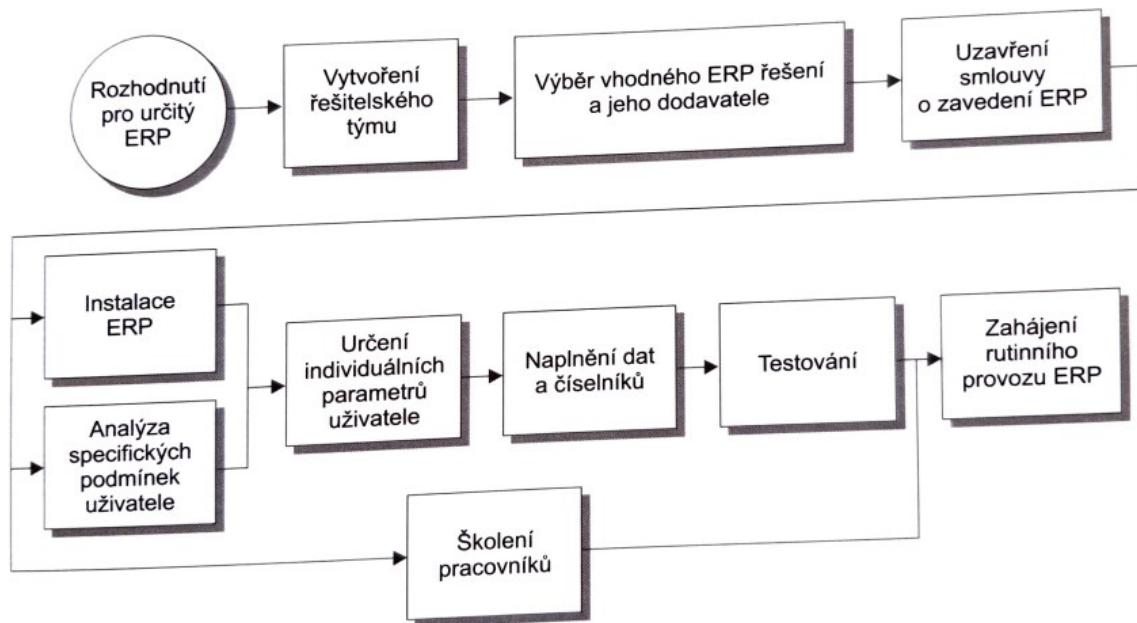 Rozhodnutí
pro určitý
ERP
Vytvoření
řešitelského
týmu
Výběr vhodného ERP řešení
a jeho dodavatele
Uzavření
smlouvy
o zavedení ERP
Instalace
ERP
Analýza
specifických
podmínek
uživatele
Určení
individuálních
parametrů
uživatele
Naplnění dat
a číselníků
Testování
Zahájení
rutinního
provozu ERP
Školení
pracovníků